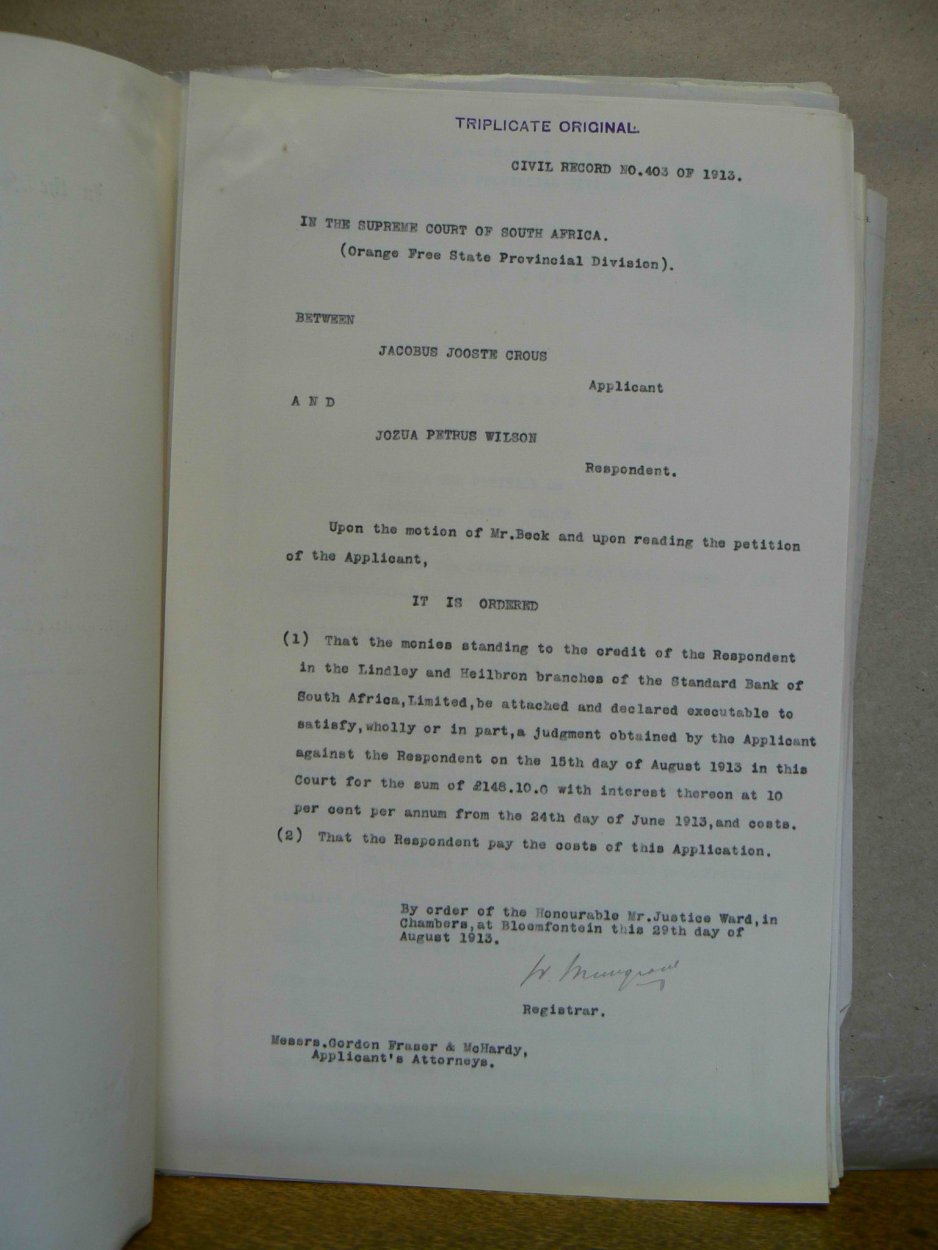 TRIPLICATE ORIGINAL.
CIVIL RECORD NO.403 OF 1913.
IN THE SUPREME COURT OF SOUTH AFRICA.
(Orange Free State Provincial Division).
BETWEEN
JACOBUS JOOSTE CROUS
Applicant
A N D
JOZUA PETRUS WILSON
Respondent.
Upon the motion of Mr.Beck and upon reading the petition
of the Applicant,
IT IS ORDERED
(1) That the monies standing to the credit of the Respondent
in the Lindley and Heilbron branches of the Standard Bank of
South Africa,Limited,be attached and declared executable to
satisfy,wholly or in part,a judgment obtained by the Applicant
against the Respondent on the 15th day of August 1913 in this
Court for the sum of £148.10.0 with interest thereon at 10
per cent per annum from the 24th day of June 1913,and costs.
(2) That the Respondent pay the costs of this Application.
By order of the Honourable Mr.Justice Ward,in
Chambers,at Bloemfontein this 29th day of
August 1913.
Registrar.
Messrs.Gordon Fraser & McHardy,
Applicant's Attorneys.